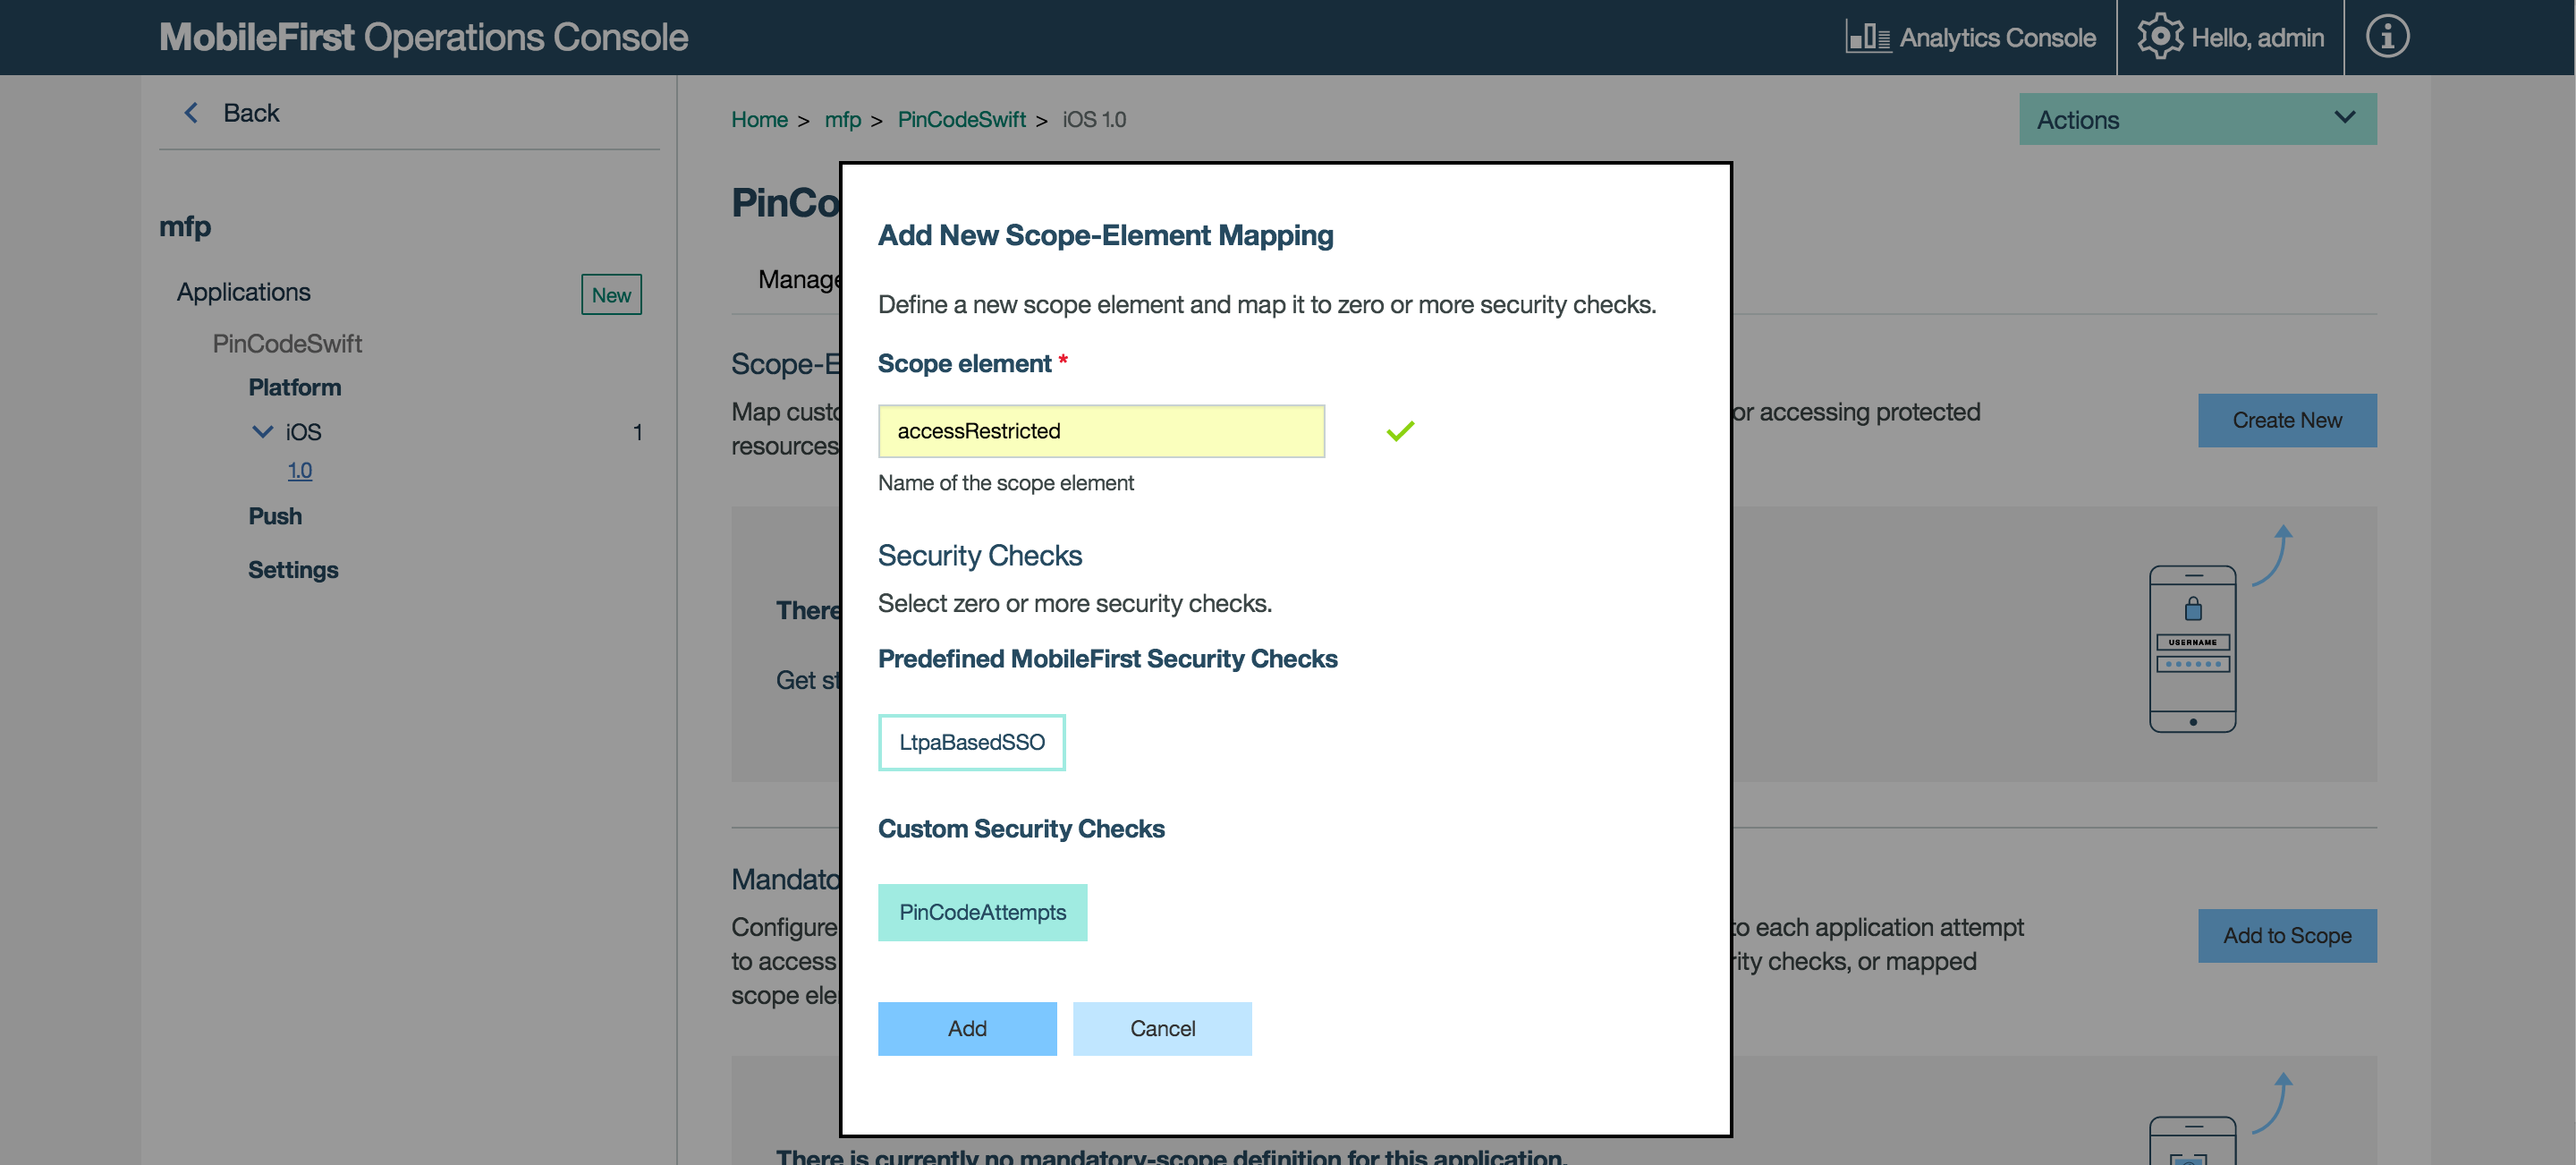 MobileFirst Operations Console
Analytics Console
Hello, admin
Back
mfp
Applications
New
PinCodeSwift
Platform
iOS
1
1.0
Push
Settings
Home > mfp > PinCodeSwift > iOS 1.0
Actions
PinCo
Manage
Scope-E
Map custo
or accessing protected
resources
Create New
There
Get st
USERNAME
Mandato
Configure
to each application attempt
to access
rity checks, or mapped
scope ele
Add to Scope
There is currently no mandatory-scope definition for this application.
Add New Scope-Element Mapping
Define a new scope element and map it to zero or more security checks.
Scope element *
accessRestricted
Name of the scope element
Security Checks
Select zero or more security checks.
Predefined MobileFirst Security Checks
LtpaBasedSSO
Custom Security Checks
PinCodeAttempts
Add
Cancel